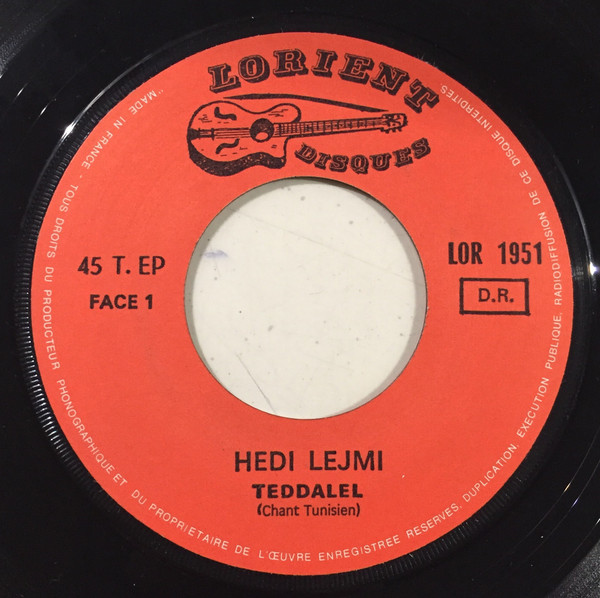 LORIENT
DISQUES
45 T. EP
FACE 1
LOR 1951
D.R.
HEDI LEJMI
TEDDALEL
(Chant Tunisien)
"MADE IN FRANCE - TOUS DROITS DU PRODUCTEUR PHONOGRAPHIQUE ET DU PROPRIETAIRE DE L'ŒUVRE ENREGISTREE RESERVES. DUPLICATION, EXECUTION PUBLIQUE, RADIODIFFUSION DE CE DISQUE INTERDITES